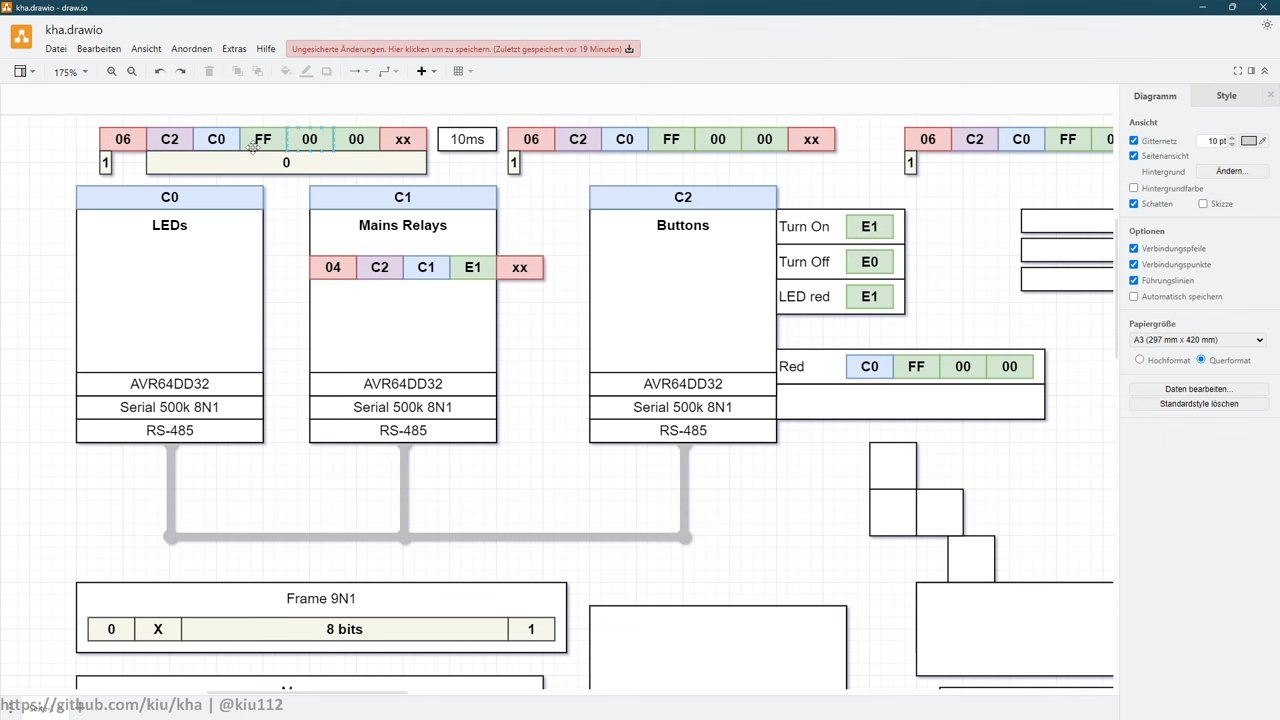 kha.drawio - draw.io
kha.drawio
Datei Bearbeiten Ansicht Anordnen Extras Hilfe Ungesicherte Änderungen. Hier klicken um zu speichern. (Zuletzt gespeichert vor 19 Minuten)
175%
Diagramm Style
Ansicht
Gitternetz 10 pt
Seitenansicht
Hintergrund Ändern...
Hintergrundfarbe
Schatten Skizze
Optionen
Verbindungspfeile
Verbindungspunkte
Führungslinien
Automatisch speichern
Papiergröße
A3 (297 mm x 420 mm)
Hochformat Querformat
Daten bearbeiten...
Standardstyle löschen
06 C2 C0 FF 00 00 xx 10ms 06 C2 C0 FF 00 00 xx 06 C2 C0 FF
1 0 1 1
C0 C1 C2
LEDs Mains Relays Buttons
Turn On E1
Turn Off E0
LED red E1
04 C2 C1 E1 xx
Red C0 FF 00 00
AVR64DD32 AVR64DD32 AVR64DD32
Serial 500k 8N1 Serial 500k 8N1 Serial 500k 8N1
RS-485 RS-485 RS-485
Frame 9N1
0 X 8 bits 1
https://github.com/kiu/kha | @kiu112